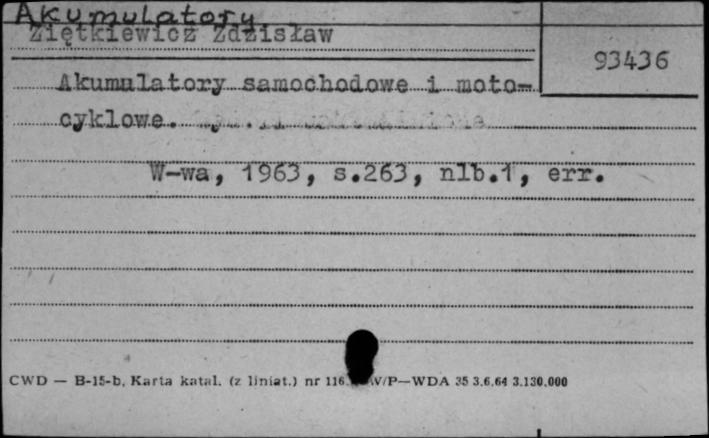 Akumulatory
Ziętkiewicz Zdzisław
93436
Akumulatory samochodowe i moto-
cyklowe.
W-wa, 1963, s.263, nlb.1, err.
CWD — B-15-b, Karta katal. (z liniat.) nr 116. W/P—WDA 35 3.6.64 3.130.000